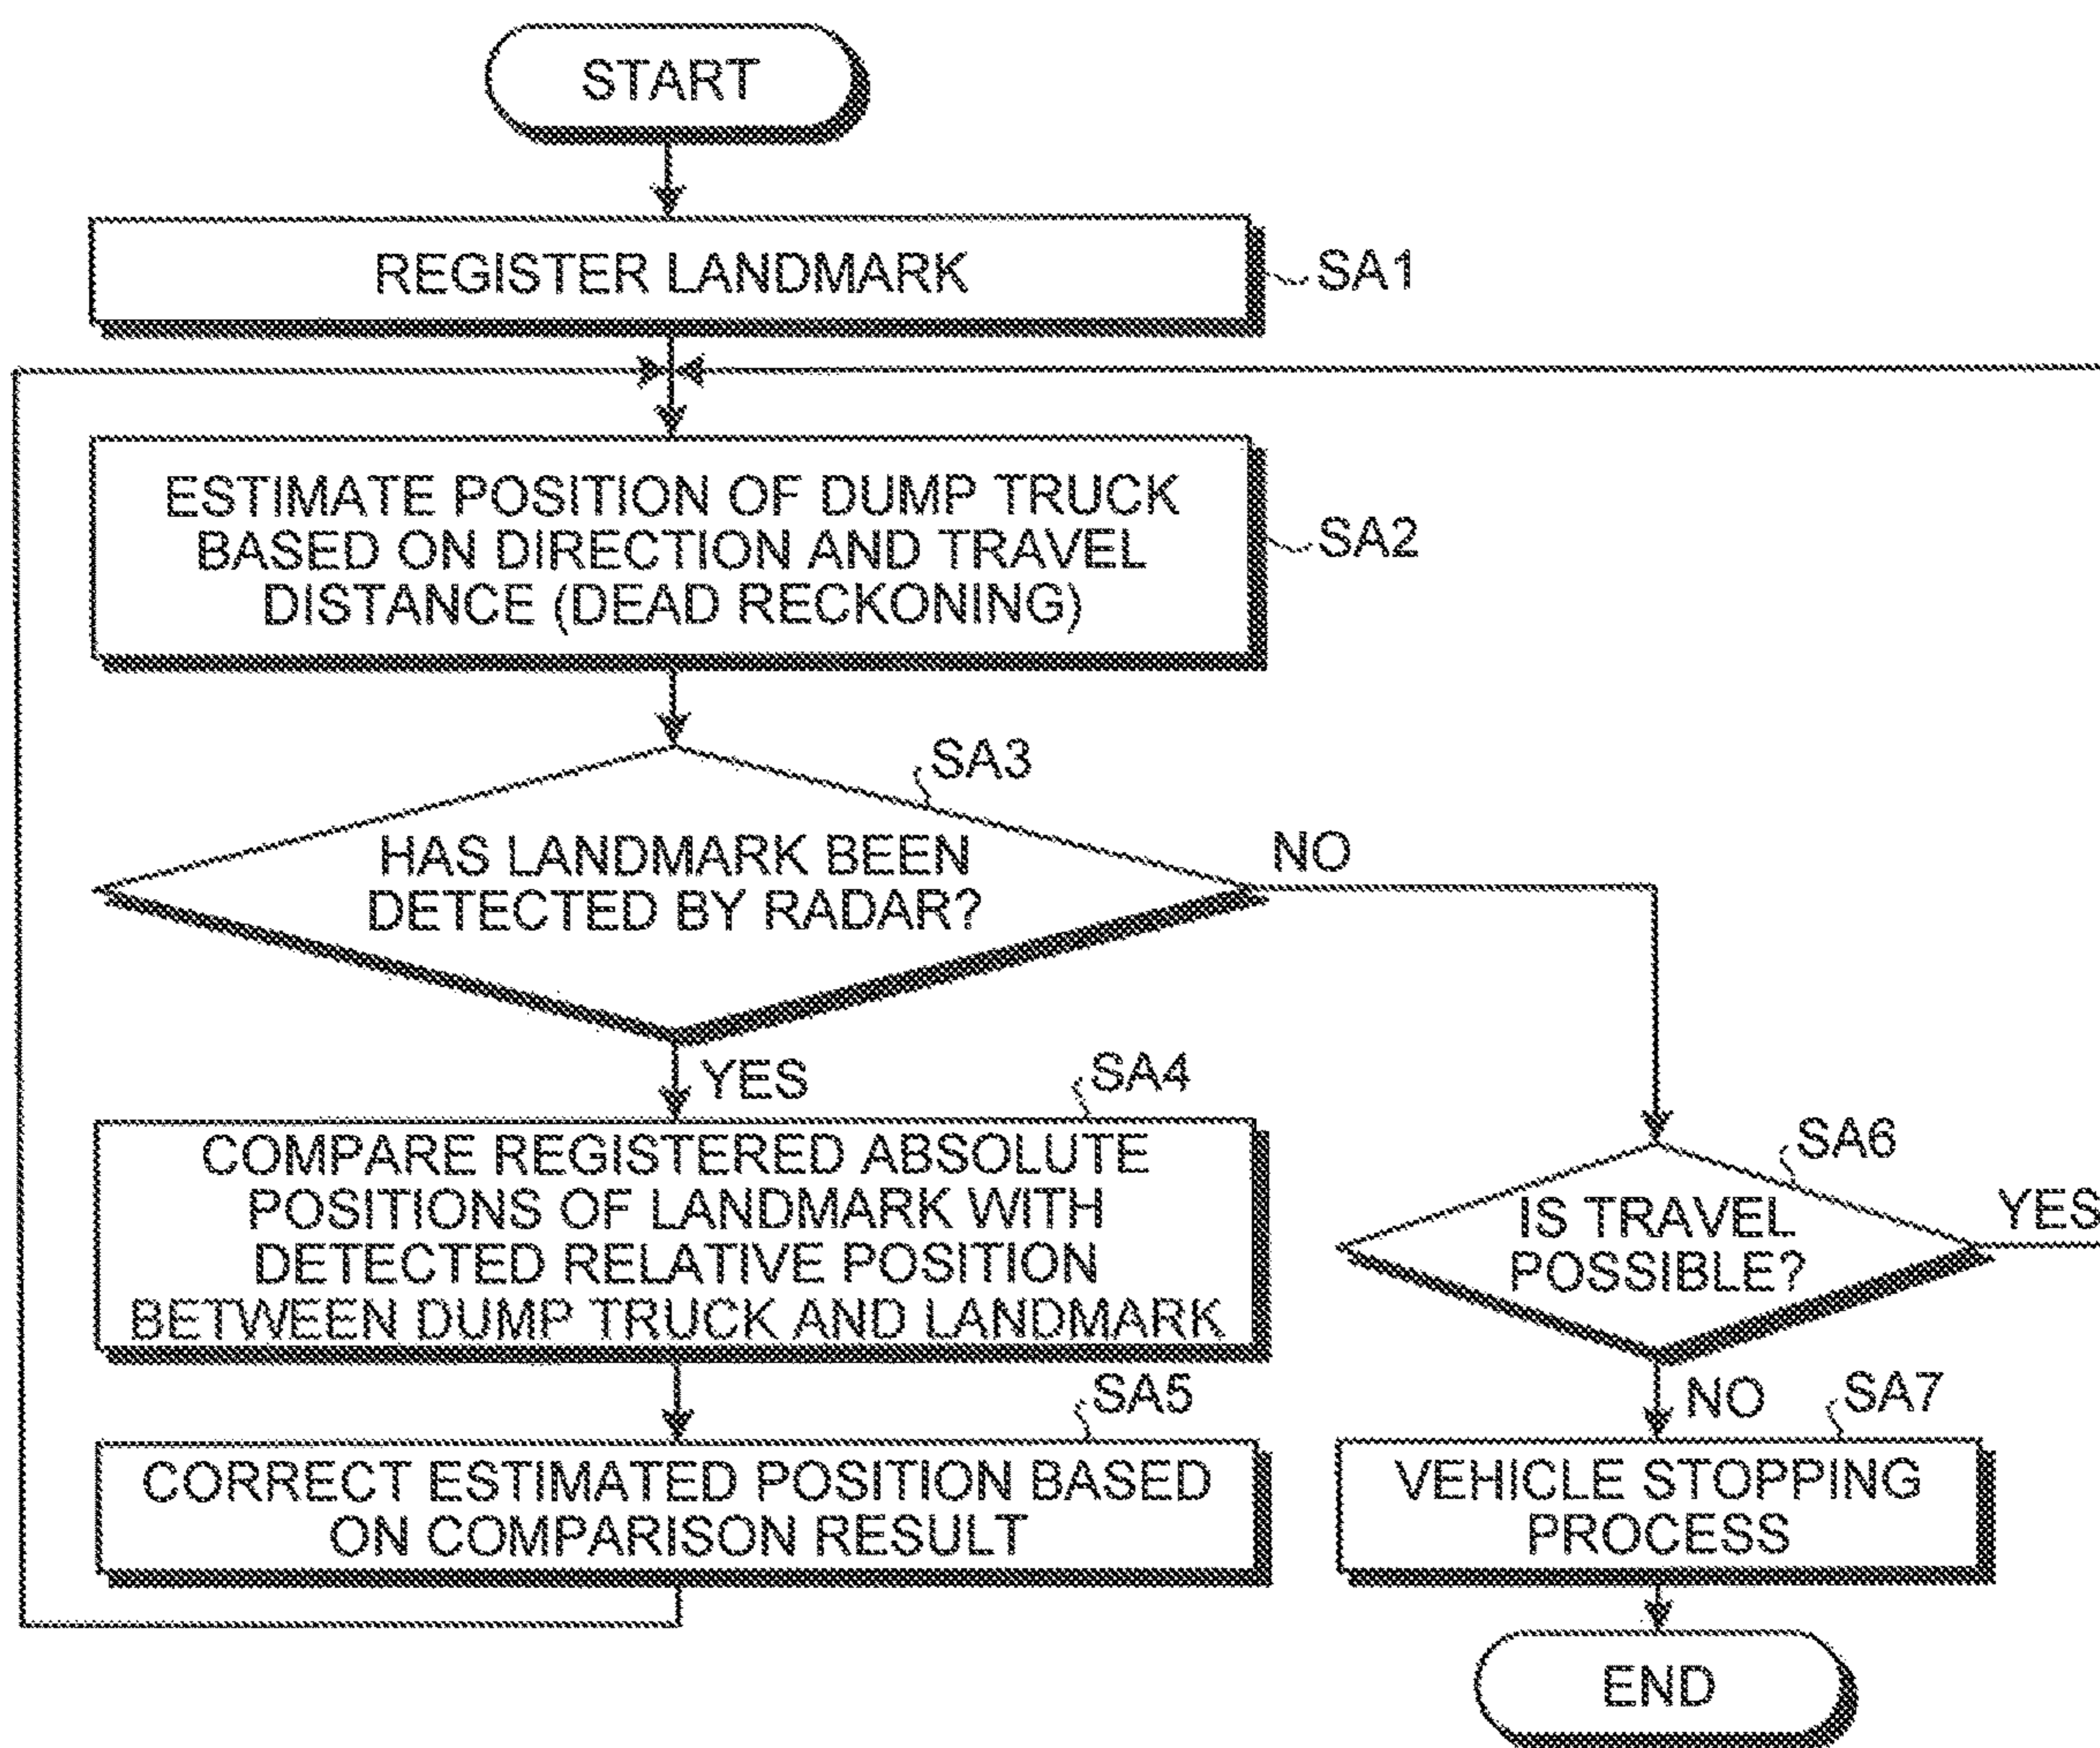 START
REGISTER LANDMARK
SA1
ESTIMATE POSITION OF DUMP TRUCK
BASED ON DIRECTION AND TRAVEL
DISTANCE (DEAD RECKONING)
SA2
SA3
HAS LANDMARK BEEN
DETECTED BY RADAR?
NO
YES
SA4
COMPARE REGISTERED ABSOLUTE
POSITIONS OF LANDMARK WITH
DETECTED RELATIVE POSITION
BETWEEN DUMP TRUCK AND LANDMARK
SA5
CORRECT ESTIMATED POSITION BASED
ON COMPARISON RESULT
SA6
IS TRAVEL
POSSIBLE?
YES
NO
SA7
VEHICLE STOPPING
PROCESS
END